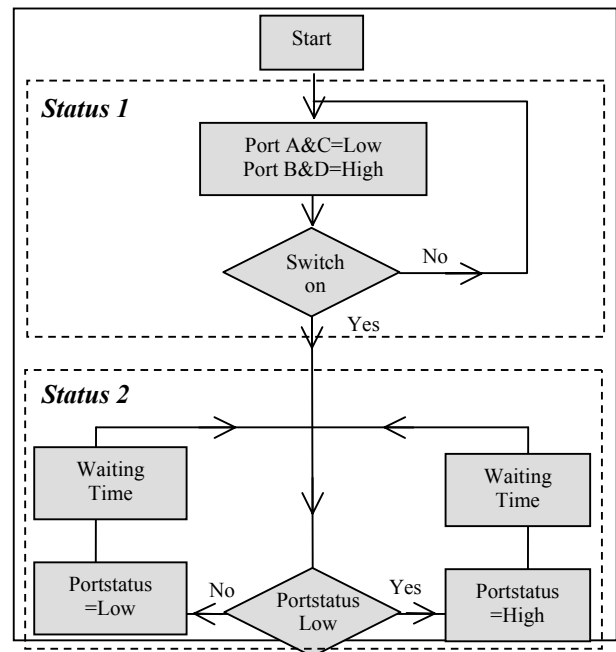 Start
Status 1
Port A&C=Low
Port B&D=High
Switch
on
No
Yes
Status 2
Waiting
Time
Waiting
Time
Portstatus
=Low
No
Portstatus
Low
Yes
Portstatus
=High